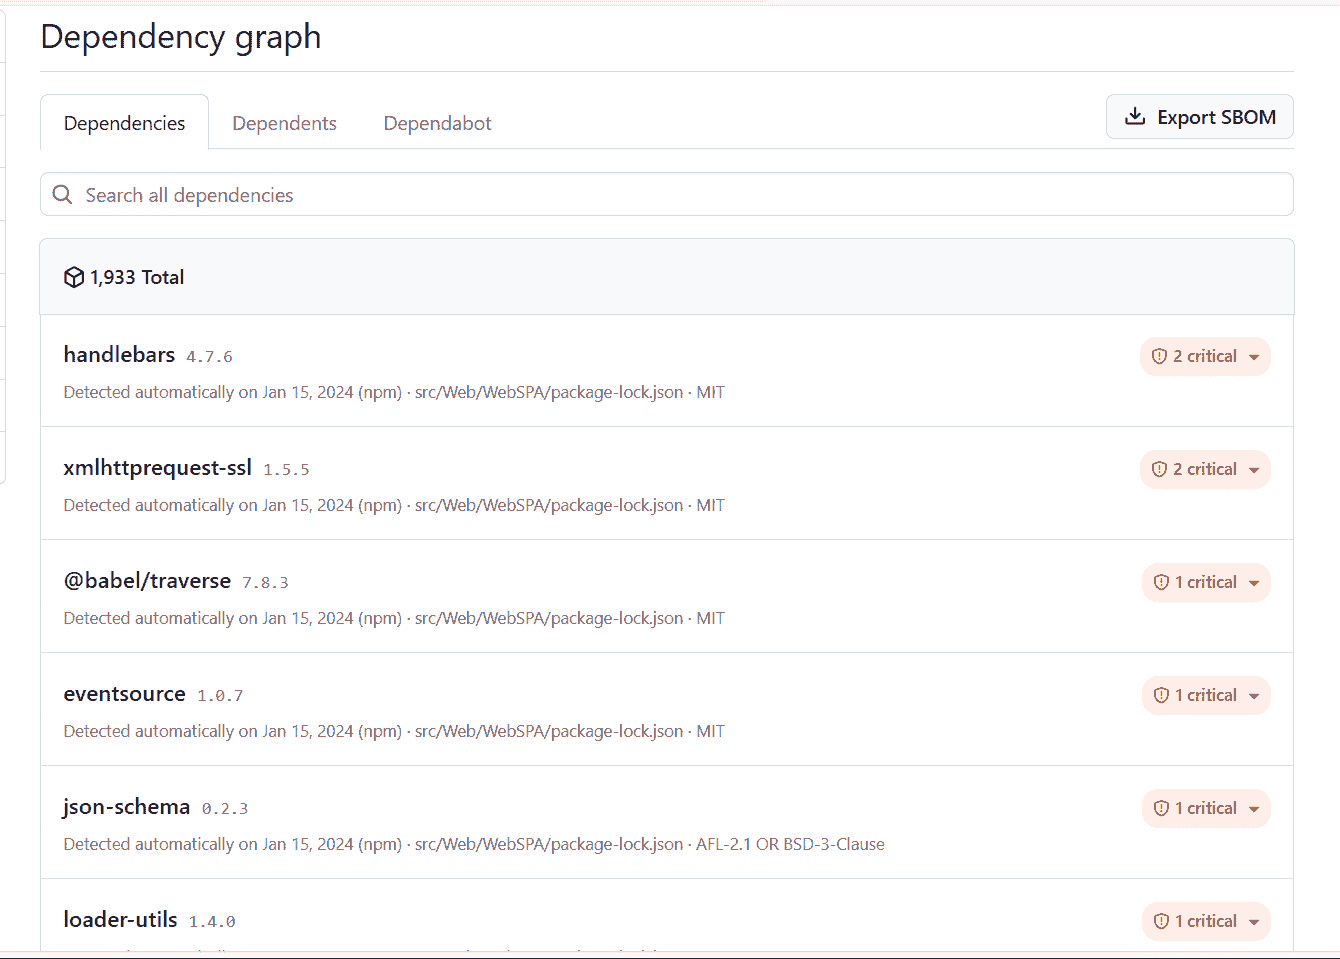 Dependency graph
Dependencies Dependents Dependabot Export SBOM
Search all dependencies
1,933 Total
handlebars 4.7.6 2 critical
Detected automatically on Jan 15, 2024 (npm) · src/Web/WebSPA/package-lock.json · MIT
xmlhttprequest-ssl 1.5.5 2 critical
Detected automatically on Jan 15, 2024 (npm) · src/Web/WebSPA/package-lock.json · MIT
@babel/traverse 7.8.3 1 critical
Detected automatically on Jan 15, 2024 (npm) · src/Web/WebSPA/package-lock.json · MIT
eventsource 1.0.7 1 critical
Detected automatically on Jan 15, 2024 (npm) · src/Web/WebSPA/package-lock.json · MIT
json-schema 0.2.3 1 critical
Detected automatically on Jan 15, 2024 (npm) · src/Web/WebSPA/package-lock.json · AFL-2.1 OR BSD-3-Clause
loader-utils 1.4.0 1 critical